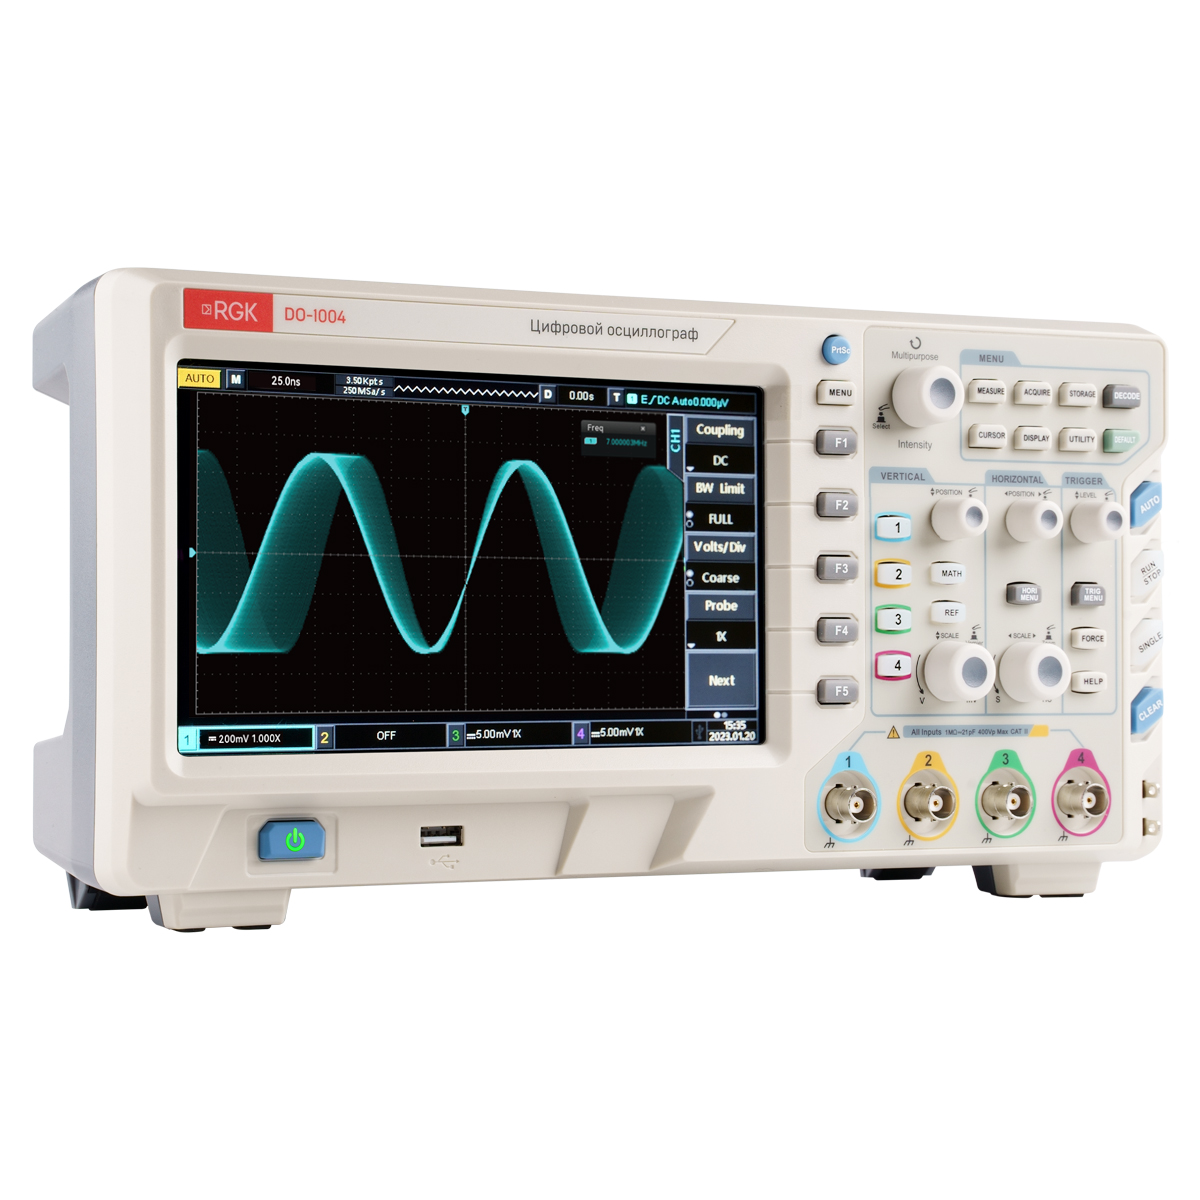 RGK DO-1004
Цифровой осциллограф
AUTO M 25.0ns 3.50Kpts
250MSa/s
D 0.00s T 1 E DC Auto 0.000μV
Freq ×
1 7.000003MHz
CH1
Coupling
DC
BW Limit
FULL
Volts/Div
Coarse
Probe
1X
Next
1 200mV 1.000X 2 OFF 3 5.00mV 1X 4 5.00mV 1X
15:35
2023.01.20
PrtSc
MENU
F1
F2
F3
F4
F5
Multipurpose
Select
Intensity
MENU
MEASURE ACQUIRE STORAGE DECODE
CURSOR DISPLAY UTILITY DEFAULT
VERTICAL
POSITION
1
2 MATH
3 REF
SCALE
4
V
HORIZONTAL
POSITION
HORI
MENU
SCALE
S
TRIGGER
LEVEL
TRIG
MENU
FORCE
HELP
AUTO
RUN
STOP
SINGLE
CLEAR
All Inputs 1MΩ~21pF 400Vp Max CAT II
1 2 3 4